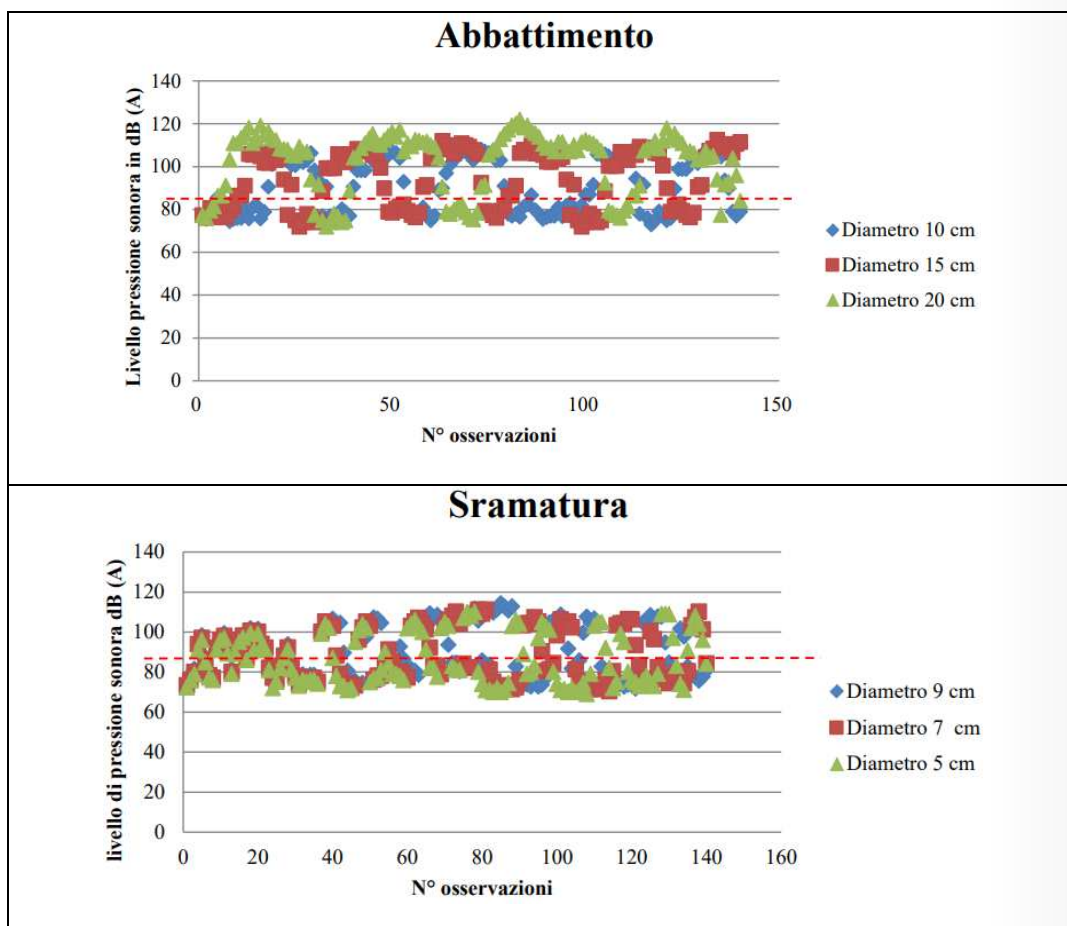 Abbattimento
Livello pressione sonora in dB (A)
140
120
100
80
60
40
20
0
0 50 100 150
N° osservazioni
Diametro 10 cm
Diametro 15 cm
Diametro 20 cm
Sramatura
livello di pressione sonora dB (A)
140
120
100
80
60
40
20
0
0 20 40 60 80 100 120 140 160
N° osservazioni
Diametro 9 cm
Diametro 7 cm
Diametro 5 cm